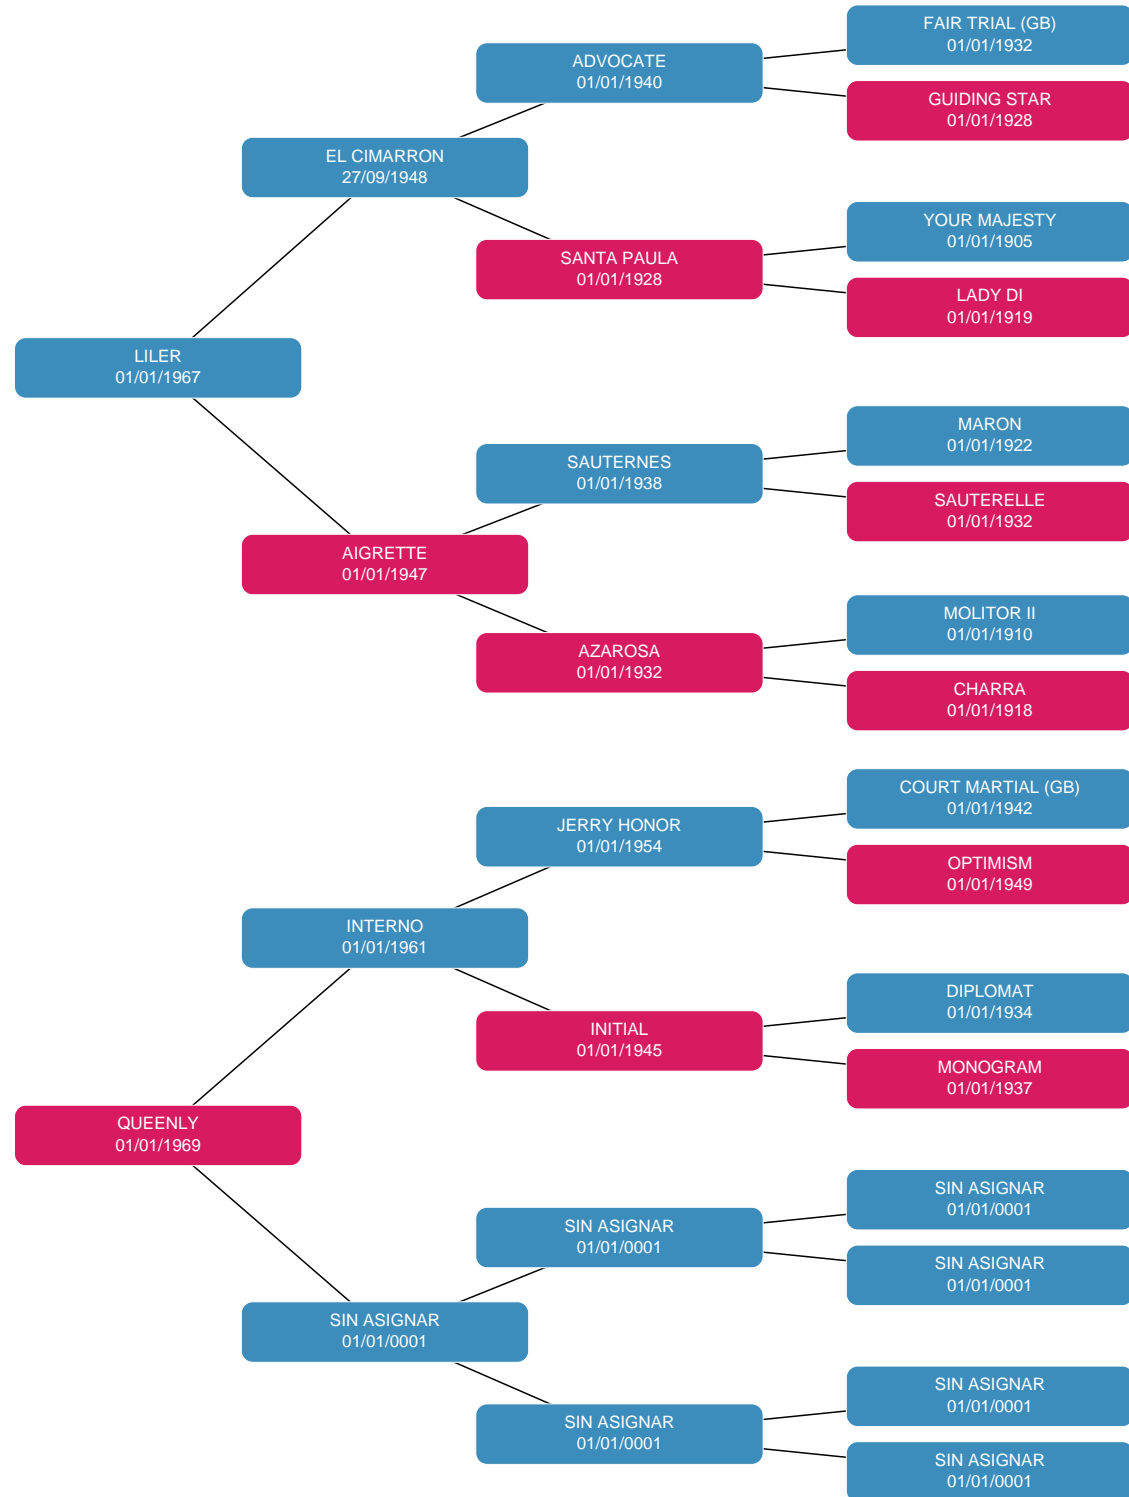 FAIR TRIAL (GB)
01/01/1932
ADVOCATE
01/01/1940
GUIDING STAR
01/01/1928
EL CIMARRON
27/09/1948
YOUR MAJESTY
01/01/1905
SANTA PAULA
01/01/1928
LADY DI
01/01/1919
LILER
01/01/1967
MARON
01/01/1922
SAUTERNES
01/01/1938
SAUTERELLE
01/01/1932
AIGRETTE
01/01/1947
MOLITOR II
01/01/1910
AZAROSA
01/01/1932
CHARRA
01/01/1918
COURT MARTIAL (GB)
01/01/1942
JERRY HONOR
01/01/1954
OPTIMISM
01/01/1949
INTERNO
01/01/1961
DIPLOMAT
01/01/1934
INITIAL
01/01/1945
MONOGRAM
01/01/1937
QUEENLY
01/01/1969
SIN ASIGNAR
01/01/0001
SIN ASIGNAR
01/01/0001
SIN ASIGNAR
01/01/0001
SIN ASIGNAR
01/01/0001
SIN ASIGNAR
01/01/0001
SIN ASIGNAR
01/01/0001
SIN ASIGNAR
01/01/0001